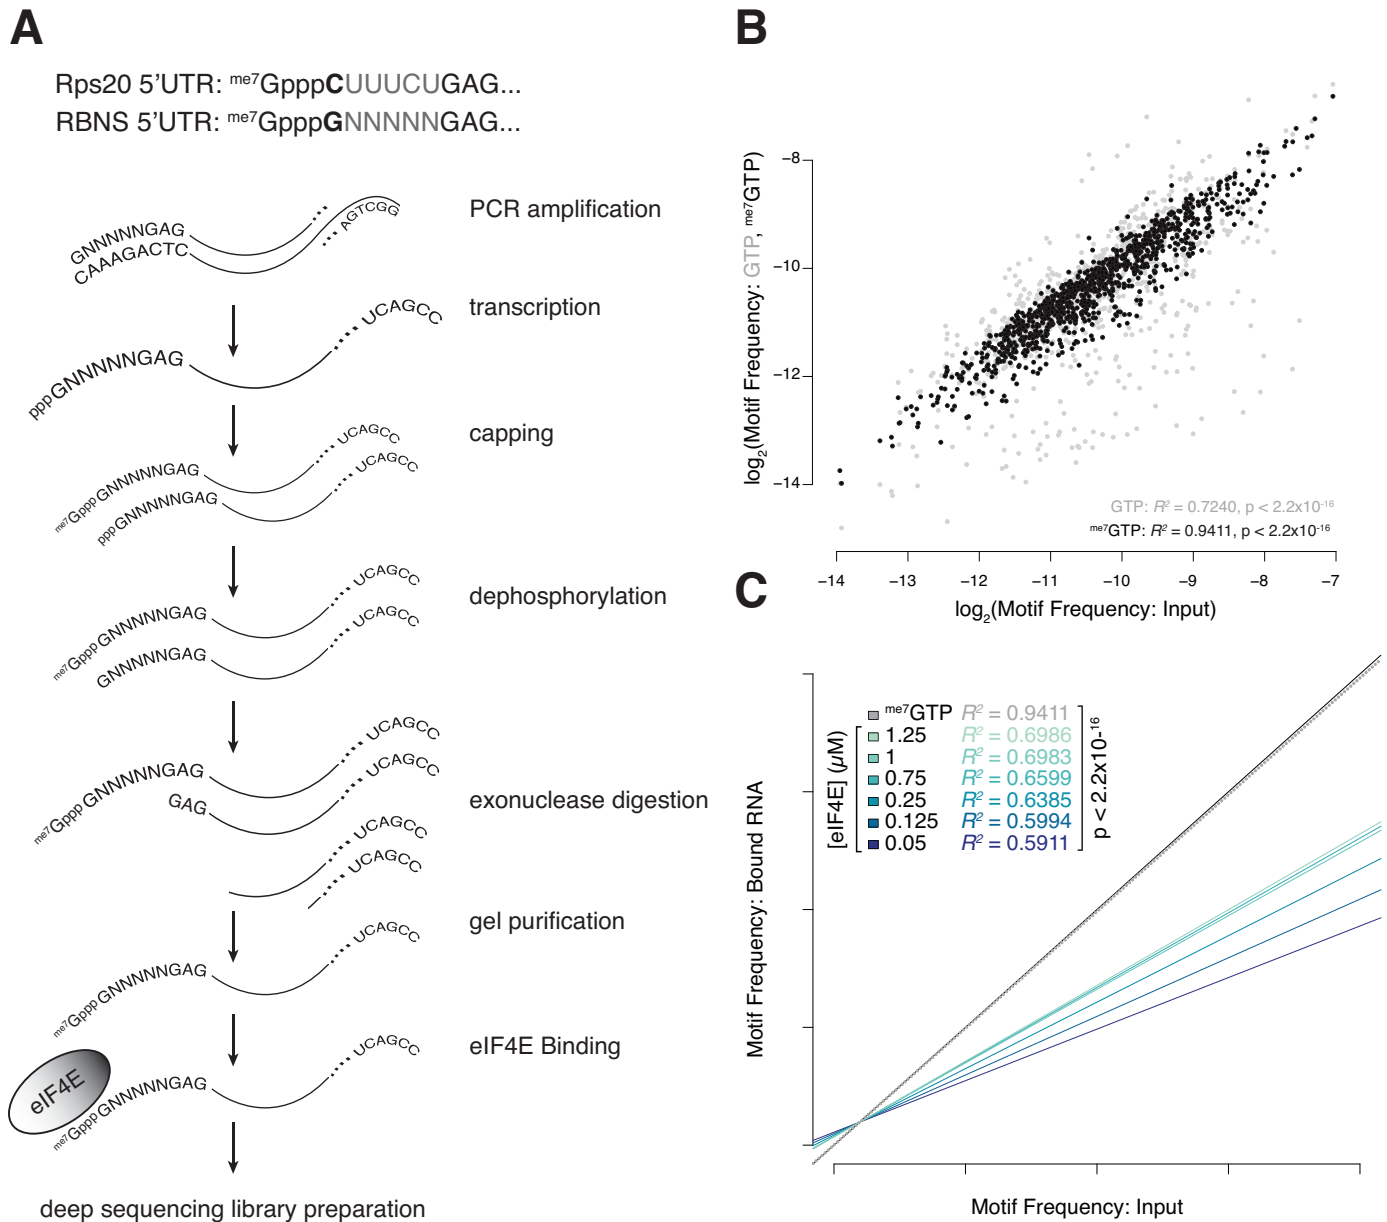 A
Rps20 5’UTR: me7GpppCUUUCUGAG...
RBNS 5’UTR: me7GpppGNNNNNGAG...
GNNNNNGAG
CAAAGACTC
AGTCGG
PCR amplification
UCAGCC
pppGNNNNNGAG
transcription
UCAGCC
me7GpppGNNNNNGAG
UCAGCC
pppGNNNNNGAG
capping
UCAGCC
me7GpppGNNNNNGAG
UCAGCC
GNNNNNGAG
dephosphorylation
UCAGCC
me7GpppGNNNNNGAG
UCAGCC
GAG
exonuclease digestion
UCAGCC
UCAGCC
gel purification
UCAGCC
me7GpppGNNNNNGAG
eIF4E Binding
UCAGCC
eIF4E
me7GpppGNNNNNGAG
deep sequencing library preparation
B
log2(Motif Frequency: GTP, me7GTP)
−8
−10
−12
−14
GTP: R2 = 0.7240, p < 2.2x10-16
me7GTP: R2 = 0.9411, p < 2.2x10-16
−14 −13 −12 −11 −10 −9 −8 −7
log2(Motif Frequency: Input)
C
Motif Frequency: Bound RNA
[eIF4E] (µM)
me7GTP R2 = 0.9411
1.25 R2 = 0.6986
1 R2 = 0.6983
0.75 R2 = 0.6599
0.25 R2 = 0.6385
0.125 R2 = 0.5994
0.05 R2 = 0.5911
p < 2.2x10-16
Motif Frequency: Input